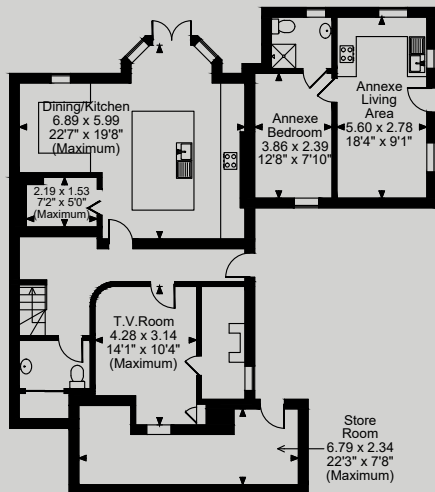 Dining/Kitchen
6.89 x 5.99
22'7" x 19'8"
(Maximum)
Annexe
Living
Area
5.60 x 2.78
18'4" x 9'1"
Annexe
Bedroom
3.86 x 2.39
12'8" x 7'10"
2.19 x 1.53
7'2" x 5'0"
(Maximum)
T.V.Room
4.28 x 3.14
14'1" x 10'4"
(Maximum)
Store
Room
6.79 x 2.34
22'3" x 7'8"
(Maximum)